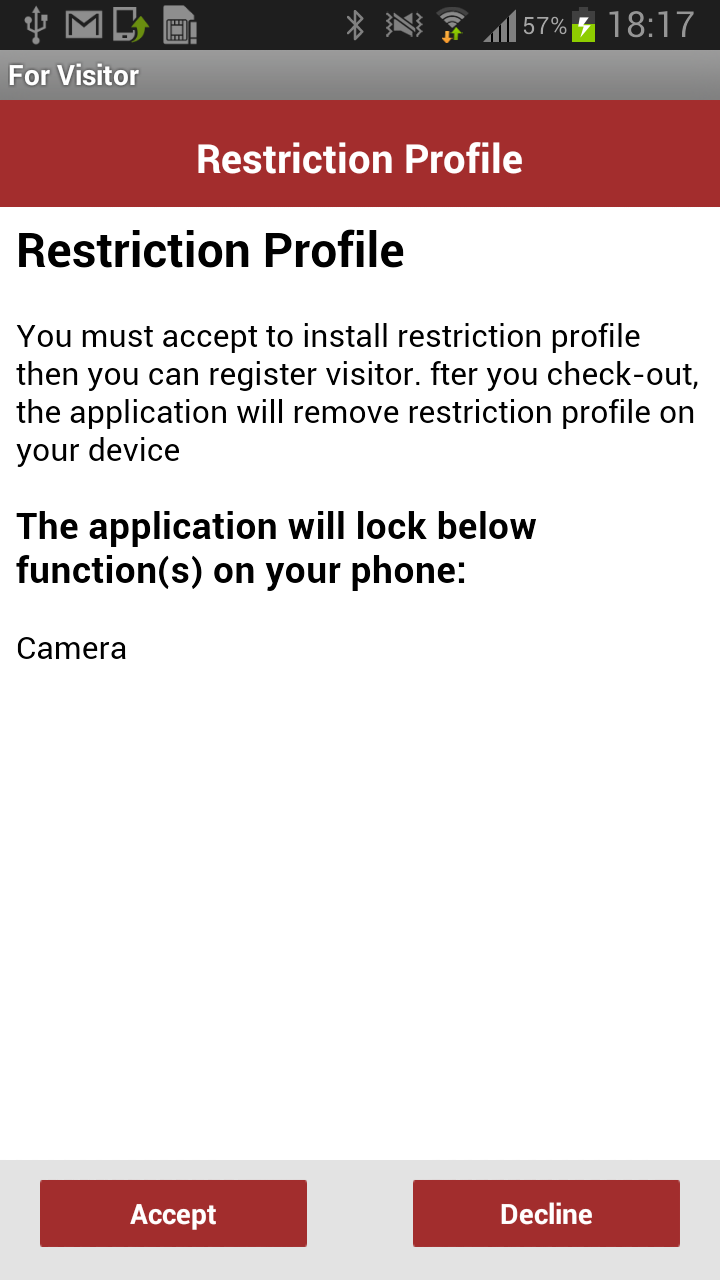 57% 18:17
For Visitor
Restriction Profile
Restriction Profile
You must accept to install restriction profile
then you can register visitor. fter you check-out,
the application will remove restriction profile on
your device
The application will lock below
function(s) on your phone:
Camera
Accept Decline